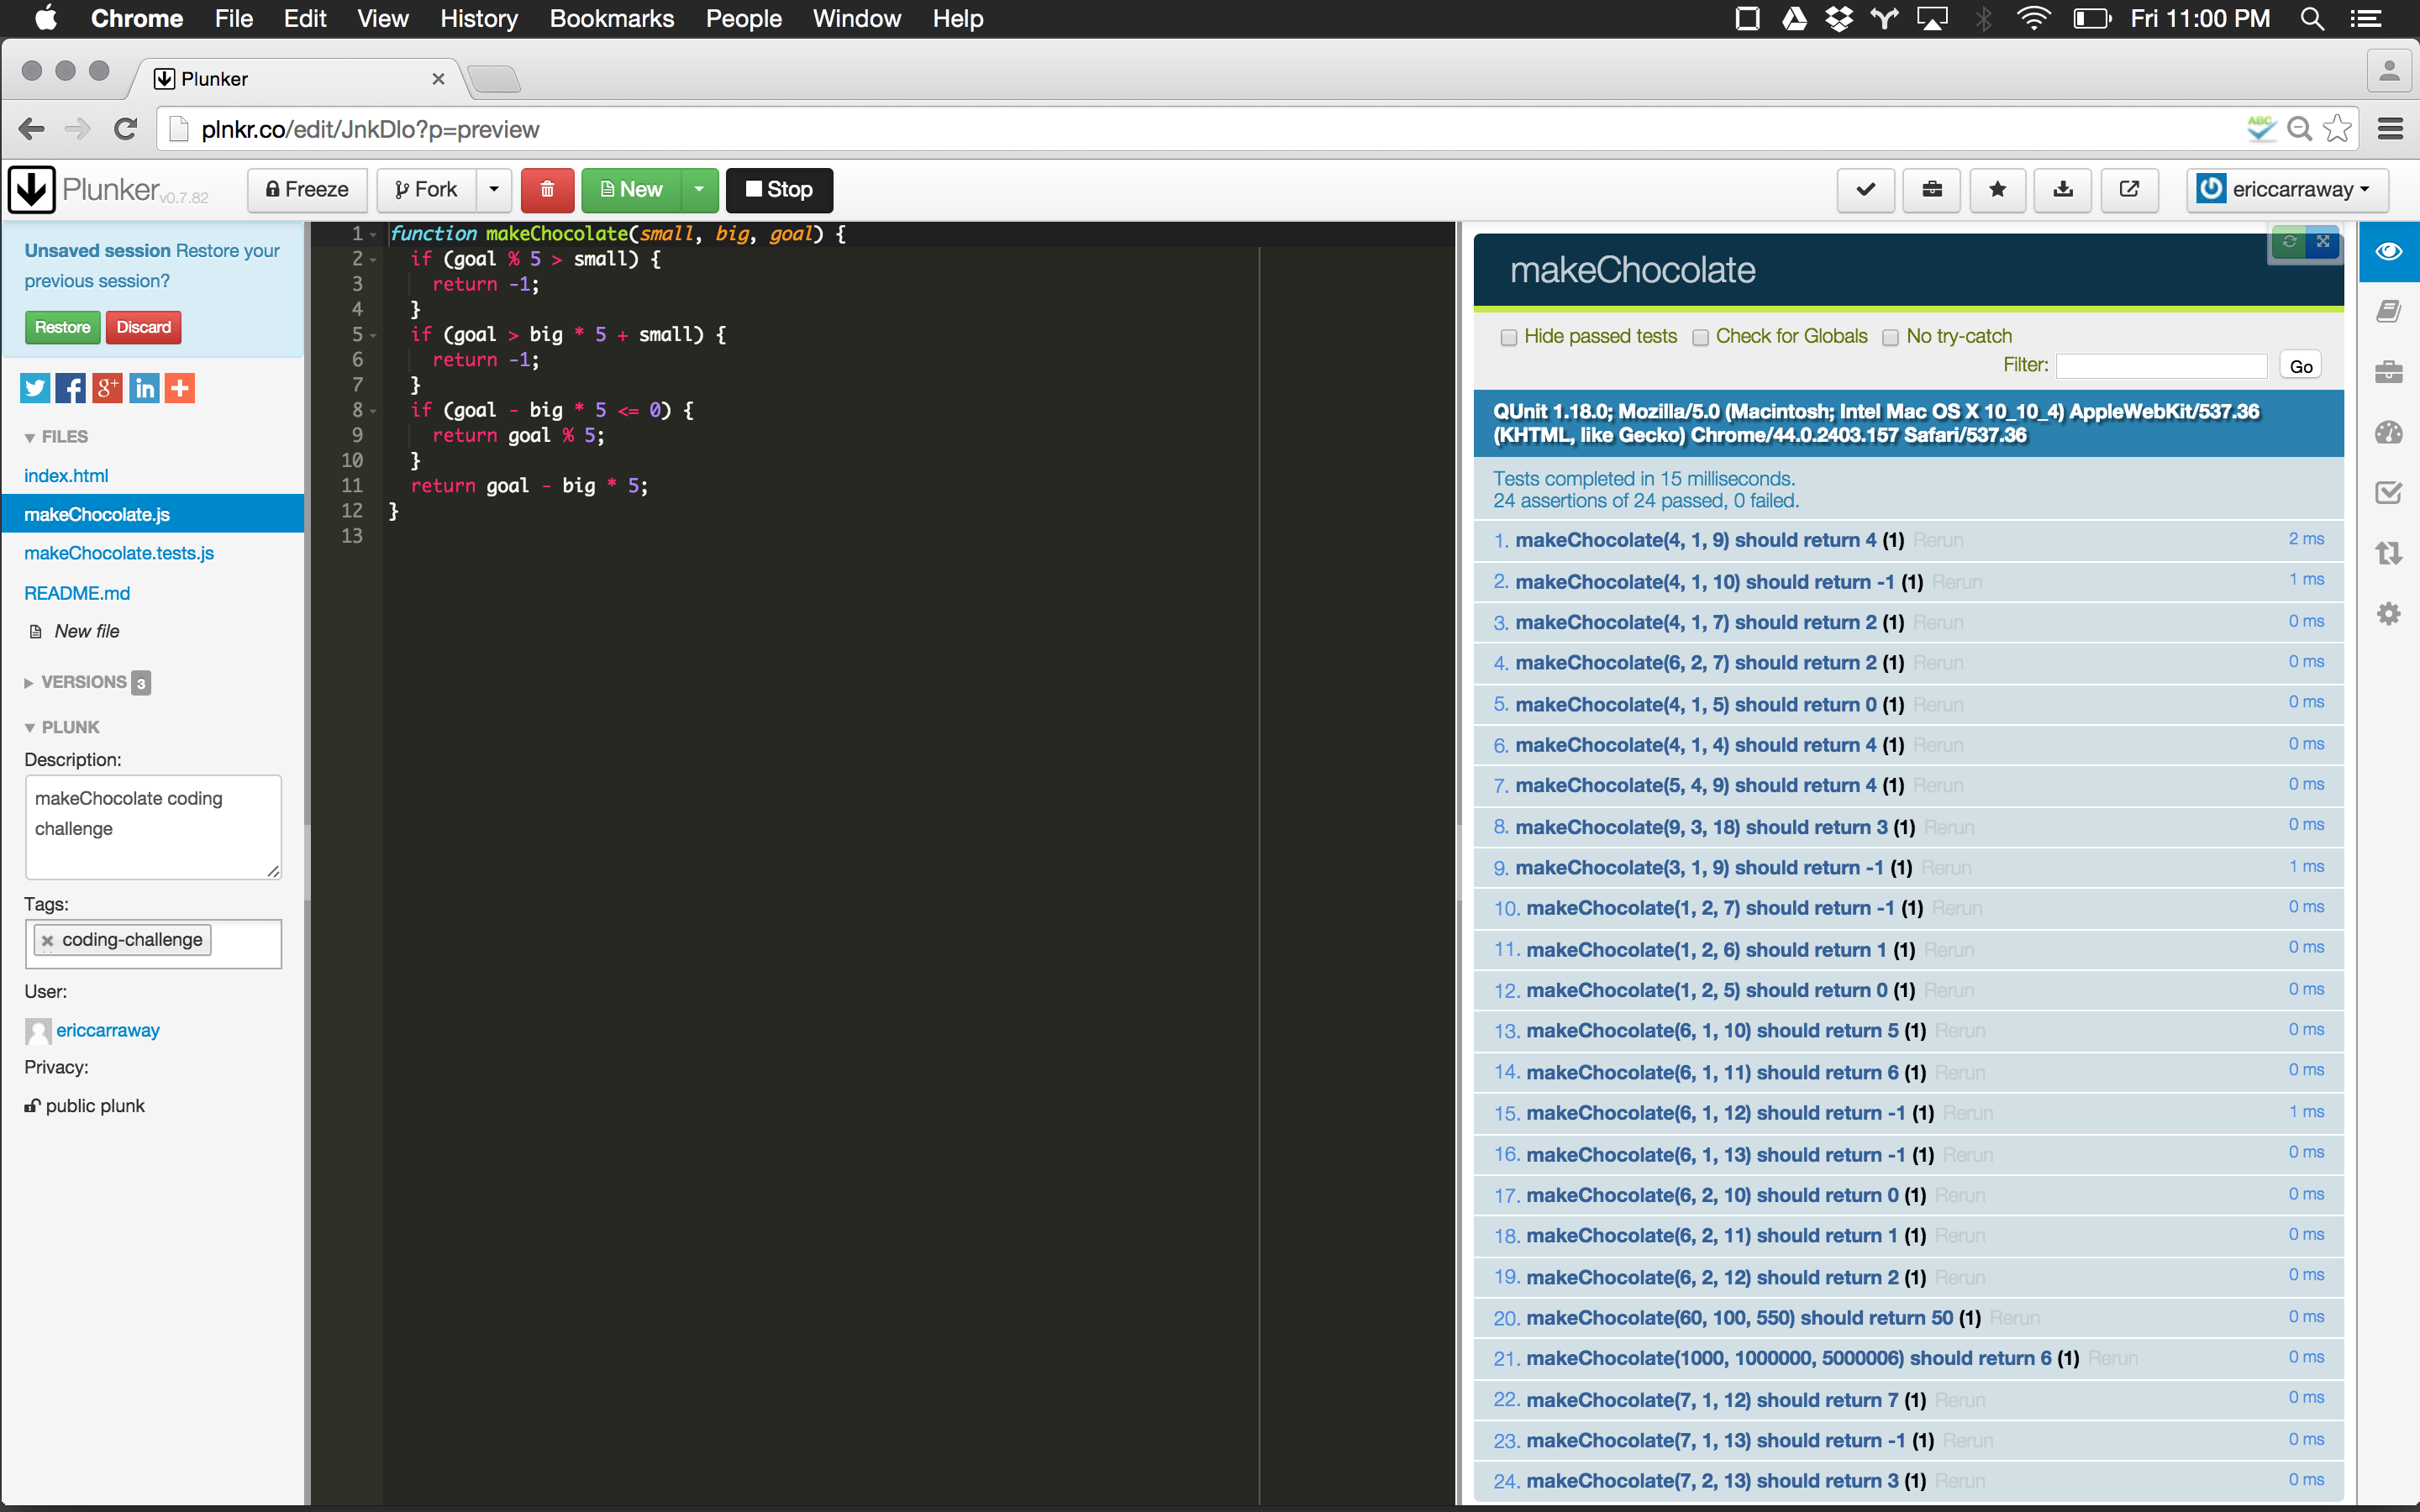 Chrome File Edit View History Bookmarks People Window Help Fri 11:00 PM
Plunker
plnkr.co/edit/JnkDlo?p=preview
ABC
Plunker v0.7.82 Freeze Fork New Stop ericcarraway
Unsaved session Restore your
previous session?
Restore Discard
g+ in
FILES
index.html
makeChocolate.js
makeChocolate.tests.js
README.md
New file
VERSIONS 3
PLUNK
Description:
makeChocolate coding
challenge
Tags:
coding-challenge
User:
ericcarraway
Privacy:
public plunk
1 function makeChocolate(small, big, goal) {
2 if (goal % 5 > small) {
3 return -1;
4 }
5 if (goal > big * 5 + small) {
6 return -1;
7 }
8 if (goal - big * 5 <= 0) {
9 return goal % 5;
10 }
11 return goal - big * 5;
12 }
13
makeChocolate
Hide passed tests Check for Globals No try-catch
Filter: Go
QUnit 1.18.0; Mozilla/5.0 (Macintosh; Intel Mac OS X 10_10_4) AppleWebKit/537.36
(KHTML, like Gecko) Chrome/44.0.2403.157 Safari/537.36
Tests completed in 15 milliseconds.
24 assertions of 24 passed, 0 failed.
1. makeChocolate(4, 1, 9) should return 4 (1) Rerun 2 ms
2. makeChocolate(4, 1, 10) should return -1 (1) Rerun 1 ms
3. makeChocolate(4, 1, 7) should return 2 (1) Rerun 0 ms
4. makeChocolate(6, 2, 7) should return 2 (1) Rerun 0 ms
5. makeChocolate(4, 1, 5) should return 0 (1) Rerun 0 ms
6. makeChocolate(4, 1, 4) should return 4 (1) Rerun 0 ms
7. makeChocolate(5, 4, 9) should return 4 (1) Rerun 0 ms
8. makeChocolate(9, 3, 18) should return 3 (1) Rerun 0 ms
9. makeChocolate(3, 1, 9) should return -1 (1) Rerun 1 ms
10. makeChocolate(1, 2, 7) should return -1 (1) Rerun 0 ms
11. makeChocolate(1, 2, 6) should return 1 (1) Rerun 0 ms
12. makeChocolate(1, 2, 5) should return 0 (1) Rerun 0 ms
13. makeChocolate(6, 1, 10) should return 5 (1) Rerun 0 ms
14. makeChocolate(6, 1, 11) should return 6 (1) Rerun 0 ms
15. makeChocolate(6, 1, 12) should return -1 (1) Rerun 1 ms
16. makeChocolate(6, 1, 13) should return -1 (1) Rerun 0 ms
17. makeChocolate(6, 2, 10) should return 0 (1) Rerun 0 ms
18. makeChocolate(6, 2, 11) should return 1 (1) Rerun 0 ms
19. makeChocolate(6, 2, 12) should return 2 (1) Rerun 0 ms
20. makeChocolate(60, 100, 550) should return 50 (1) Rerun 0 ms
21. makeChocolate(1000, 1000000, 5000006) should return 6 (1) Rerun 0 ms
22. makeChocolate(7, 1, 12) should return 7 (1) Rerun 0 ms
23. makeChocolate(7, 1, 13) should return -1 (1) Rerun 0 ms
24. makeChocolate(7, 2, 13) should return 3 (1) Rerun 0 ms